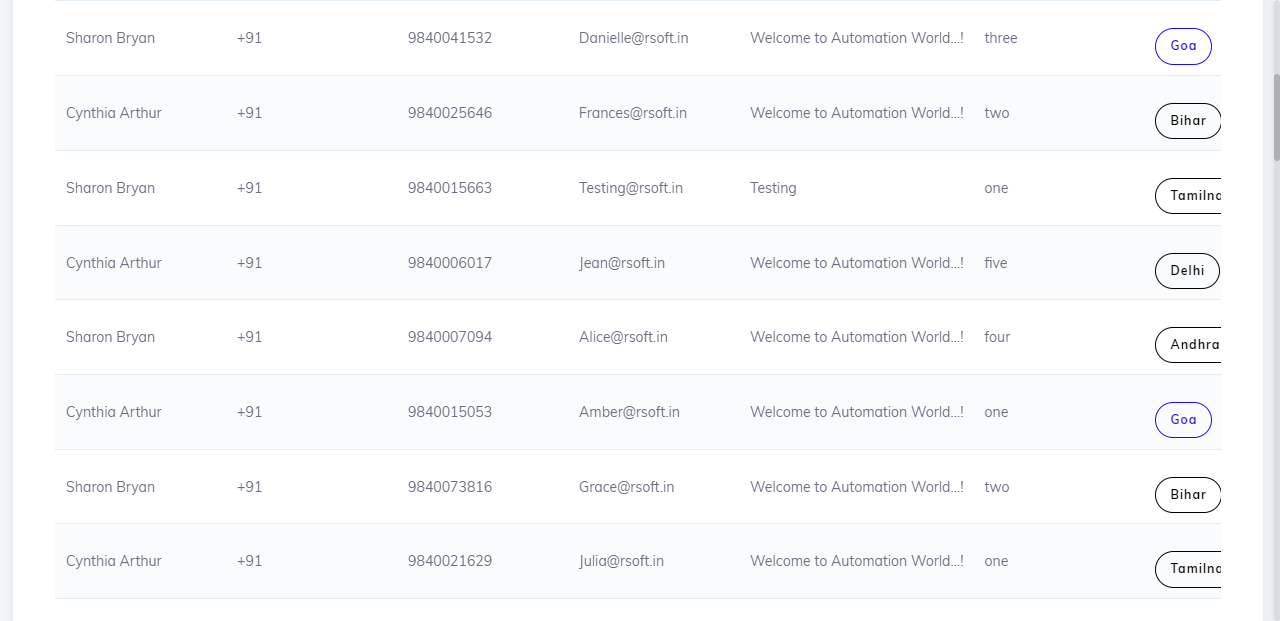 Sharon Bryan +91 9840041532 Danielle@rsoft.in Welcome to Automation World...! three Goa
Cynthia Arthur +91 9840025646 Frances@rsoft.in Welcome to Automation World...! two Bihar
Sharon Bryan +91 9840015663 Testing@rsoft.in Testing one Tamilna
Cynthia Arthur +91 9840006017 Jean@rsoft.in Welcome to Automation World...! five Delhi
Sharon Bryan +91 9840007094 Alice@rsoft.in Welcome to Automation World...! four Andhra
Cynthia Arthur +91 9840015053 Amber@rsoft.in Welcome to Automation World...! one Goa
Sharon Bryan +91 9840073816 Grace@rsoft.in Welcome to Automation World...! two Bihar
Cynthia Arthur +91 9840021629 Julia@rsoft.in Welcome to Automation World...! one Tamilna